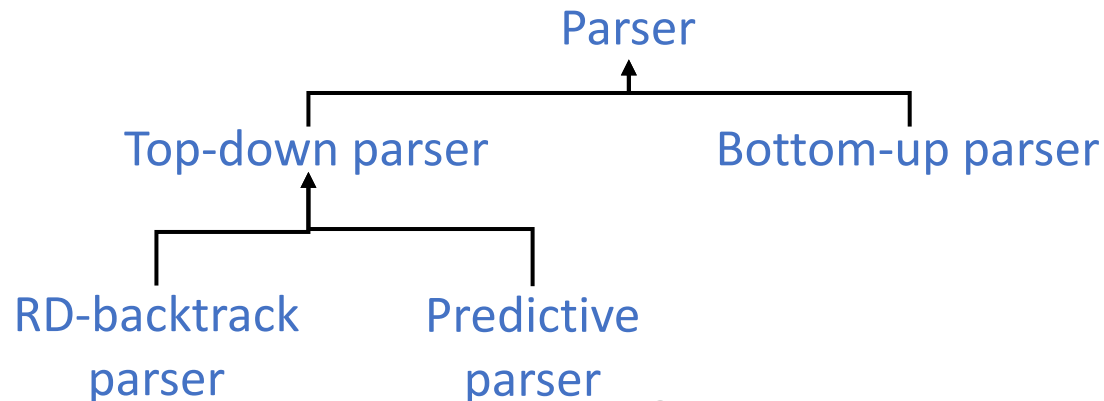 Parser
Top-down parser
Bottom-up parser
RD-backtrack
parser
Predictive
parser